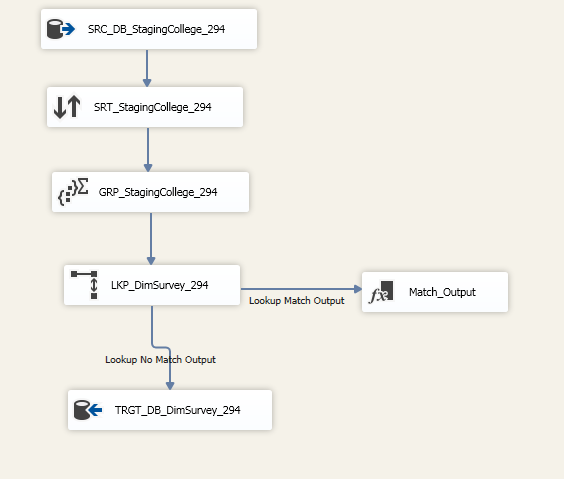 SRC_DB_StagingCollege_294
SRT_StagingCollege_294
GRP_StagingCollege_294
LKP_DimSurvey_294
Lookup Match Output
Match_Output
Lookup No Match Output
TRGT_DB_DimSurvey_294